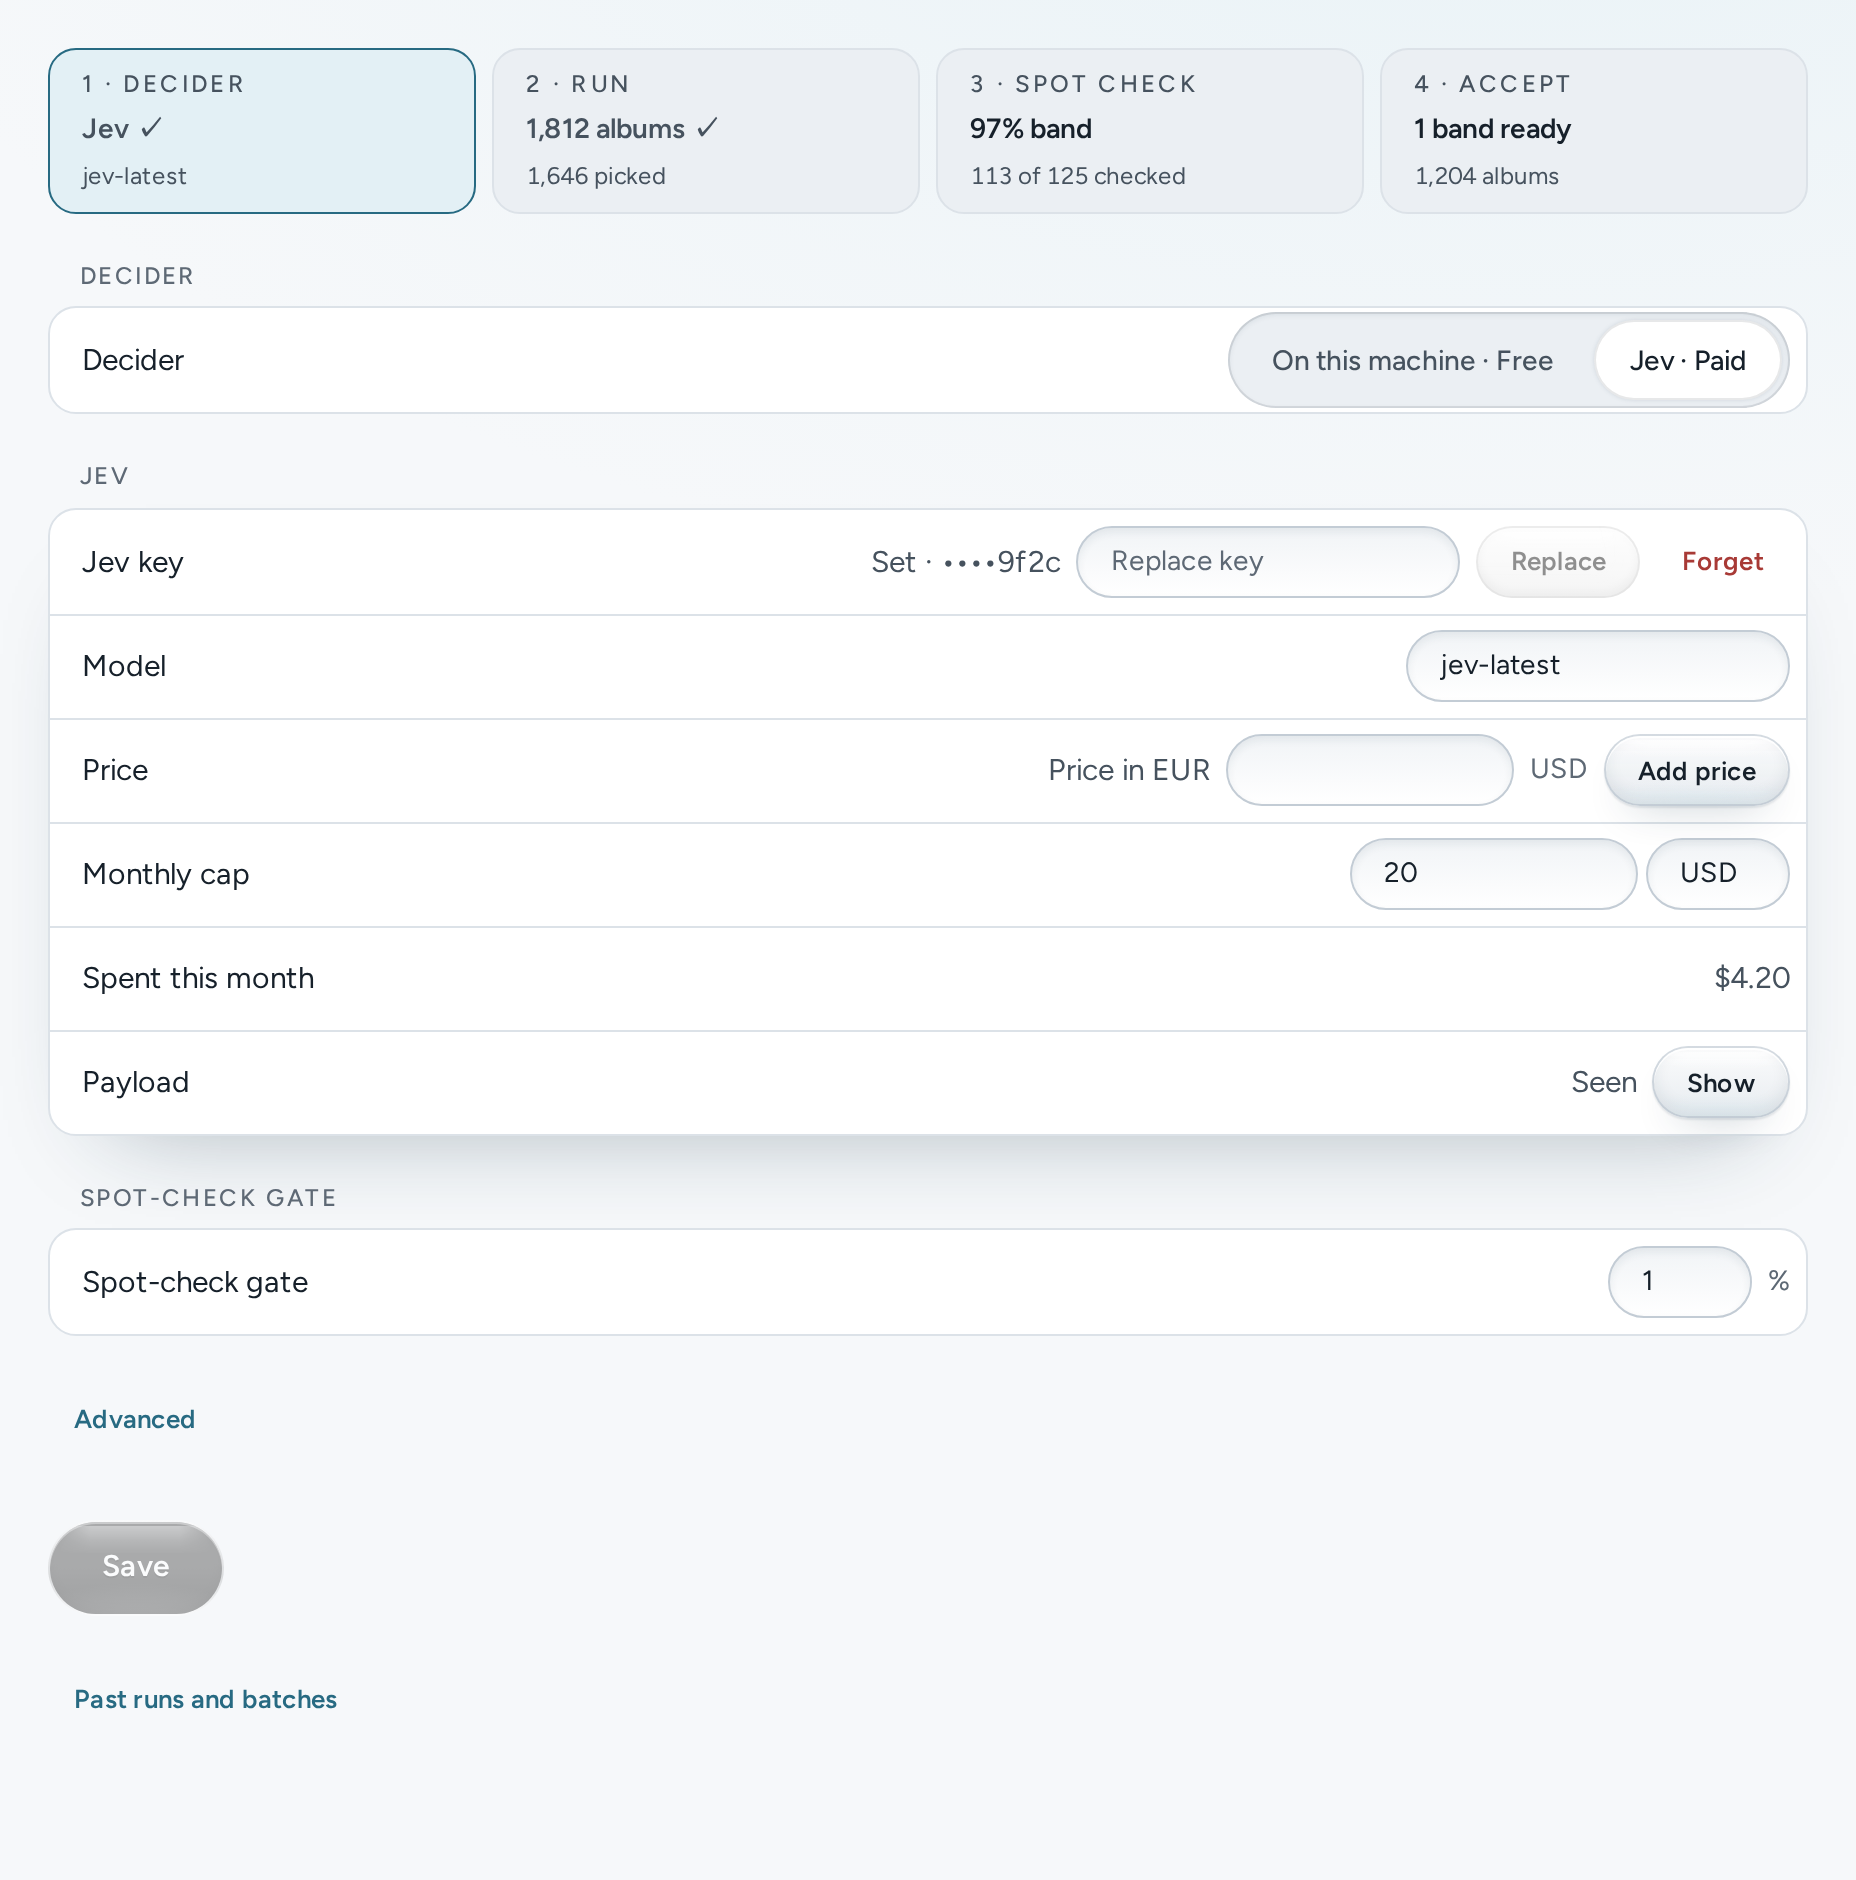 1 · DECIDER
Jev ✓
jev-latest
2 · RUN
1,812 albums ✓
1,646 picked
3 · SPOT CHECK
97% band
113 of 125 checked
4 · ACCEPT
1 band ready
1,204 albums
DECIDER
Decider On this machine · Free Jev · Paid
JEV
Jev key Set · ••••9f2c Replace key Replace Forget
Model jev-latest
Price Price in EUR USD Add price
Monthly cap 20 USD
Spent this month $4.20
Payload Seen Show
SPOT-CHECK GATE
Spot-check gate 1 %
Advanced
Save
Past runs and batches